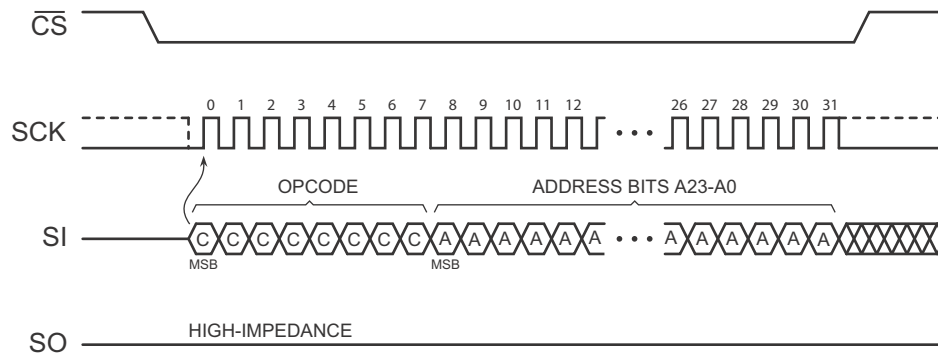 CS
0 1 2 3 4 5 6 7 8 9 10 11 12 26 27 28 29 30 31
SCK
OPCODE ADDRESS BITS A23-A0
SI C C C C C C C C A A A A A A A A A A A A
MSB MSB
HIGH-IMPEDANCE
SO